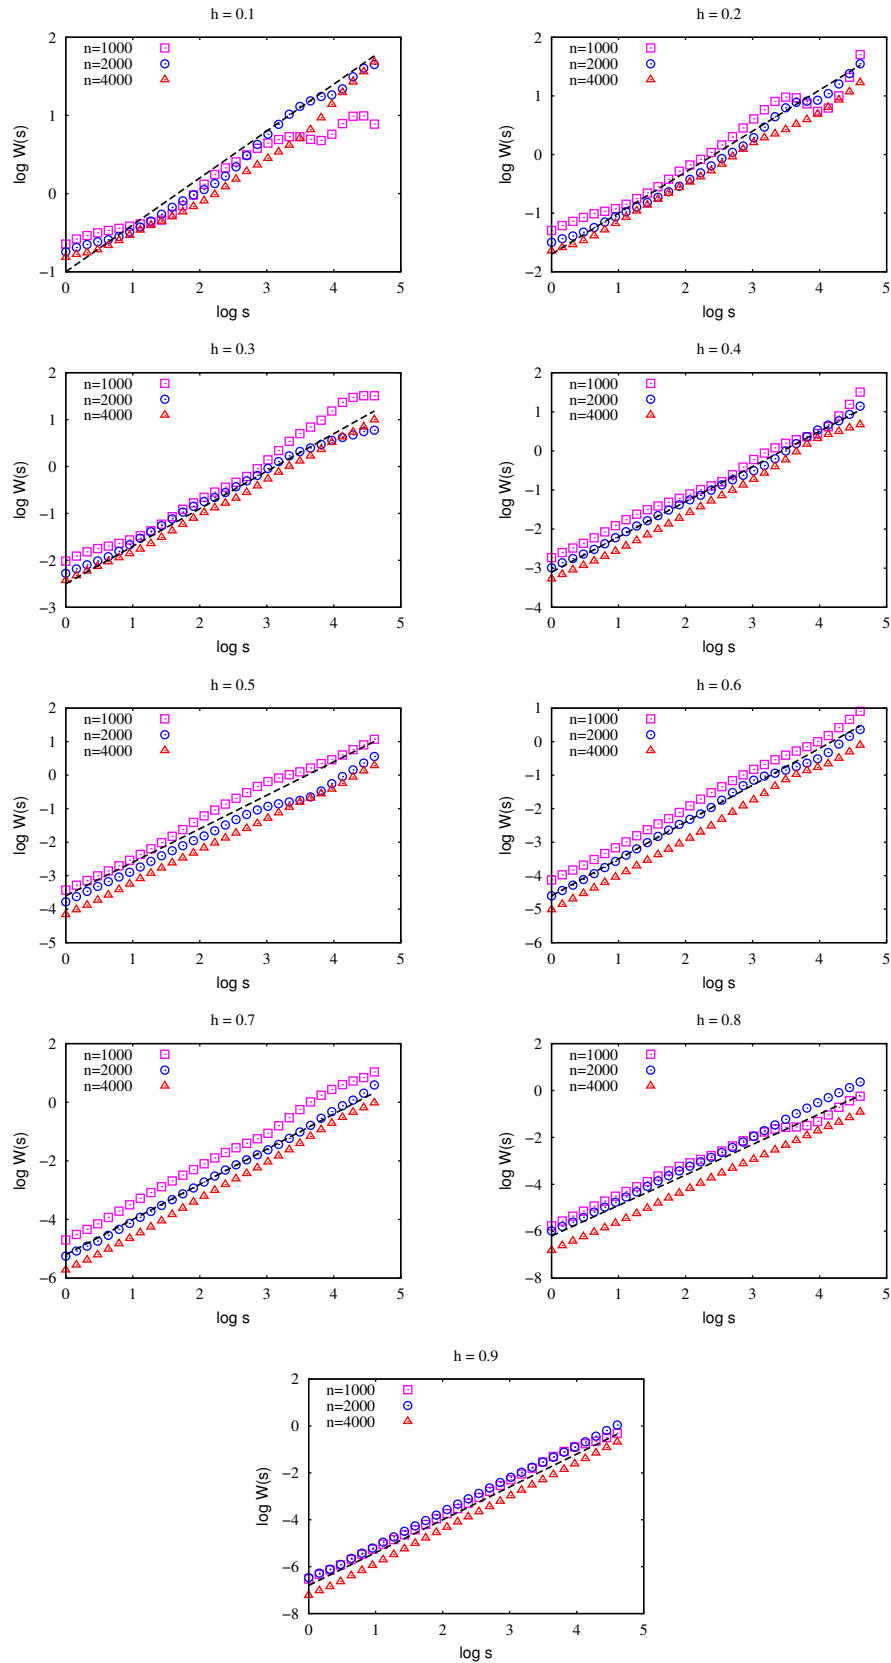 h = 0.1
n=1000
n=2000
n=4000
log W(s)
2
1
0
−1
0 1 2 3 4 5
log s
h = 0.2
n=1000
n=2000
n=4000
log W(s)
2
1
0
−1
−2
0 1 2 3 4 5
log s
h = 0.3
n=1000
n=2000
n=4000
log W(s)
2
1
0
−1
−2
−3
0 1 2 3 4 5
log s
h = 0.4
n=1000
n=2000
n=4000
log W(s)
2
1
0
−1
−2
−3
−4
0 1 2 3 4 5
log s
h = 0.5
n=1000
n=2000
n=4000
log W(s)
2
1
0
−1
−2
−3
−4
−5
0 1 2 3 4 5
log s
h = 0.6
n=1000
n=2000
n=4000
log W(s)
1
0
−1
−2
−3
−4
−5
−6
0 1 2 3 4 5
log s
h = 0.7
n=1000
n=2000
n=4000
log W(s)
2
0
−2
−4
−6
0 1 2 3 4 5
log s
h = 0.8
n=1000
n=2000
n=4000
log W(s)
2
0
−2
−4
−6
−8
0 1 2 3 4 5
log s
h = 0.9
n=1000
n=2000
n=4000
log W(s)
2
0
−2
−4
−6
−8
0 1 2 3 4 5
log s